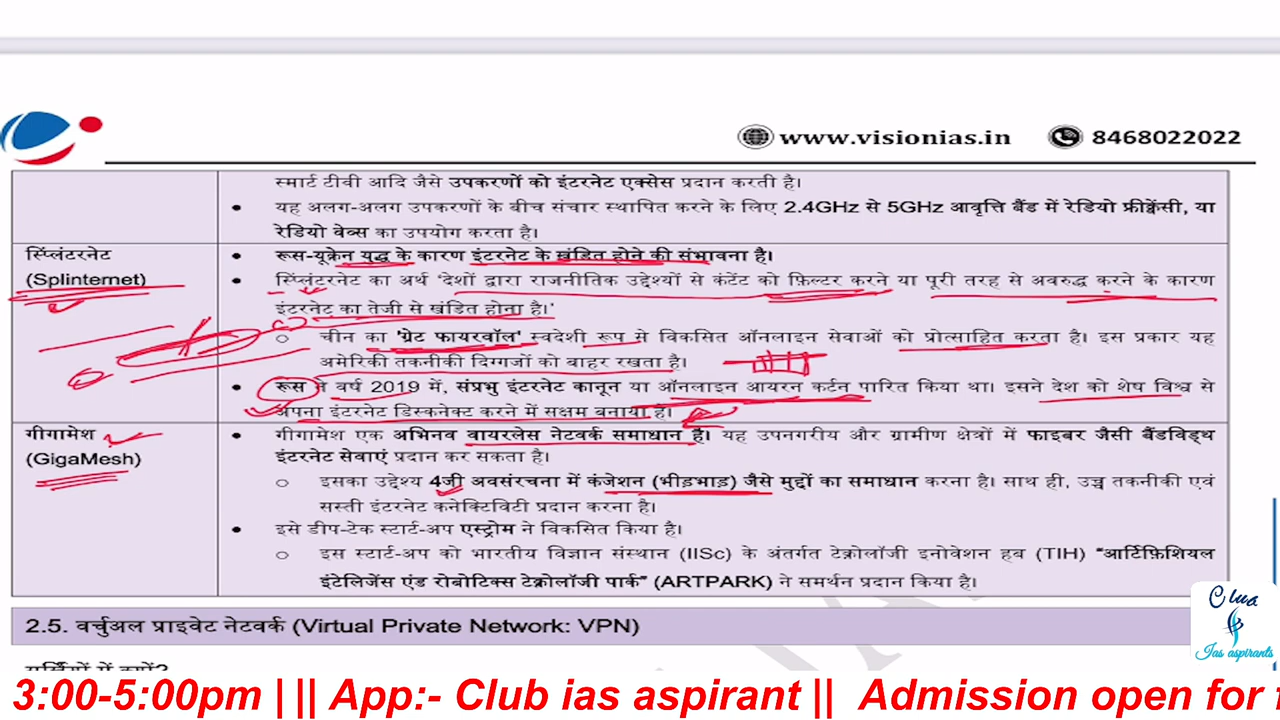 www.visionias.in 8468022022
स्मार्ट टीवी आदि जैसे उपकरणों को इंटरनेट एक्सेस प्रदान करती है।
• यह अलग-अलग उपकरणों के बीच संचार स्थापित करने के लिए 2.4GHz से 5GHz आवृत्ति बैंड में रेडियो फ्रीक्वेंसी, या
रेडियो वेव्स का उपयोग करता है।
स्प्लिंटरनेट
(Splinternet)
• रूस-यूक्रेन युद्ध के कारण इंटरनेट के खंडित होने की संभावना है।
• स्प्लिंटरनेट का अर्थ 'देशों द्वारा राजनीतिक उद्देश्यों से कंटेंट को फ़िल्टर करने या पूरी तरह से अवरुद्ध करने के कारण
इंटरनेट का तेजी से खंडित होना है।'
○ चीन का 'ग्रेट फायरवॉल' स्वदेशी रूप से विकसित ऑनलाइन सेवाओं को प्रोत्साहित करता है। इस प्रकार यह
अमेरिकी तकनीकी दिग्गजों को बाहर रखता है।
• रूस ने वर्ष 2019 में, संप्रभु इंटरनेट कानून या ऑनलाइन आयरन कर्टन पारित किया था। इसने देश को शेष विश्व से
अपना इंटरनेट डिस्कनेक्ट करने में सक्षम बनाया है।
गीगामेश
(GigaMesh)
• गीगामेश एक अभिनव वायरलेस नेटवर्क समाधान है। यह उपनगरीय और ग्रामीण क्षेत्रों में फाइबर जैसी बैंडविड्थ
इंटरनेट सेवाएं प्रदान कर सकता है।
○ इसका उद्देश्य 4जी अवसंरचना में कंजेशन (भीड़भाड़) जैसे मुद्दों का समाधान करना है। साथ ही, उच्च तकनीकी एवं
सस्ती इंटरनेट कनेक्टिविटी प्रदान करना है।
• इसे डीप-टेक स्टार्ट-अप एस्ट्रोम ने विकसित किया है।
○ इस स्टार्ट-अप को भारतीय विज्ञान संस्थान (IISc) के अंतर्गत टेक्नोलॉजी इनोवेशन हब (TIH) "आर्टिफ़िशियल
इंटेलिजेंस एंड रोबोटिक्स टेक्नोलॉजी पार्क" (ARTPARK) ने समर्थन प्रदान किया है।
2.5. वर्चुअल प्राइवेट नेटवर्क (Virtual Private Network: VPN)
Club
Ias aspirants
3:00-5:00pm | || App:- Club ias aspirant || Admission open for